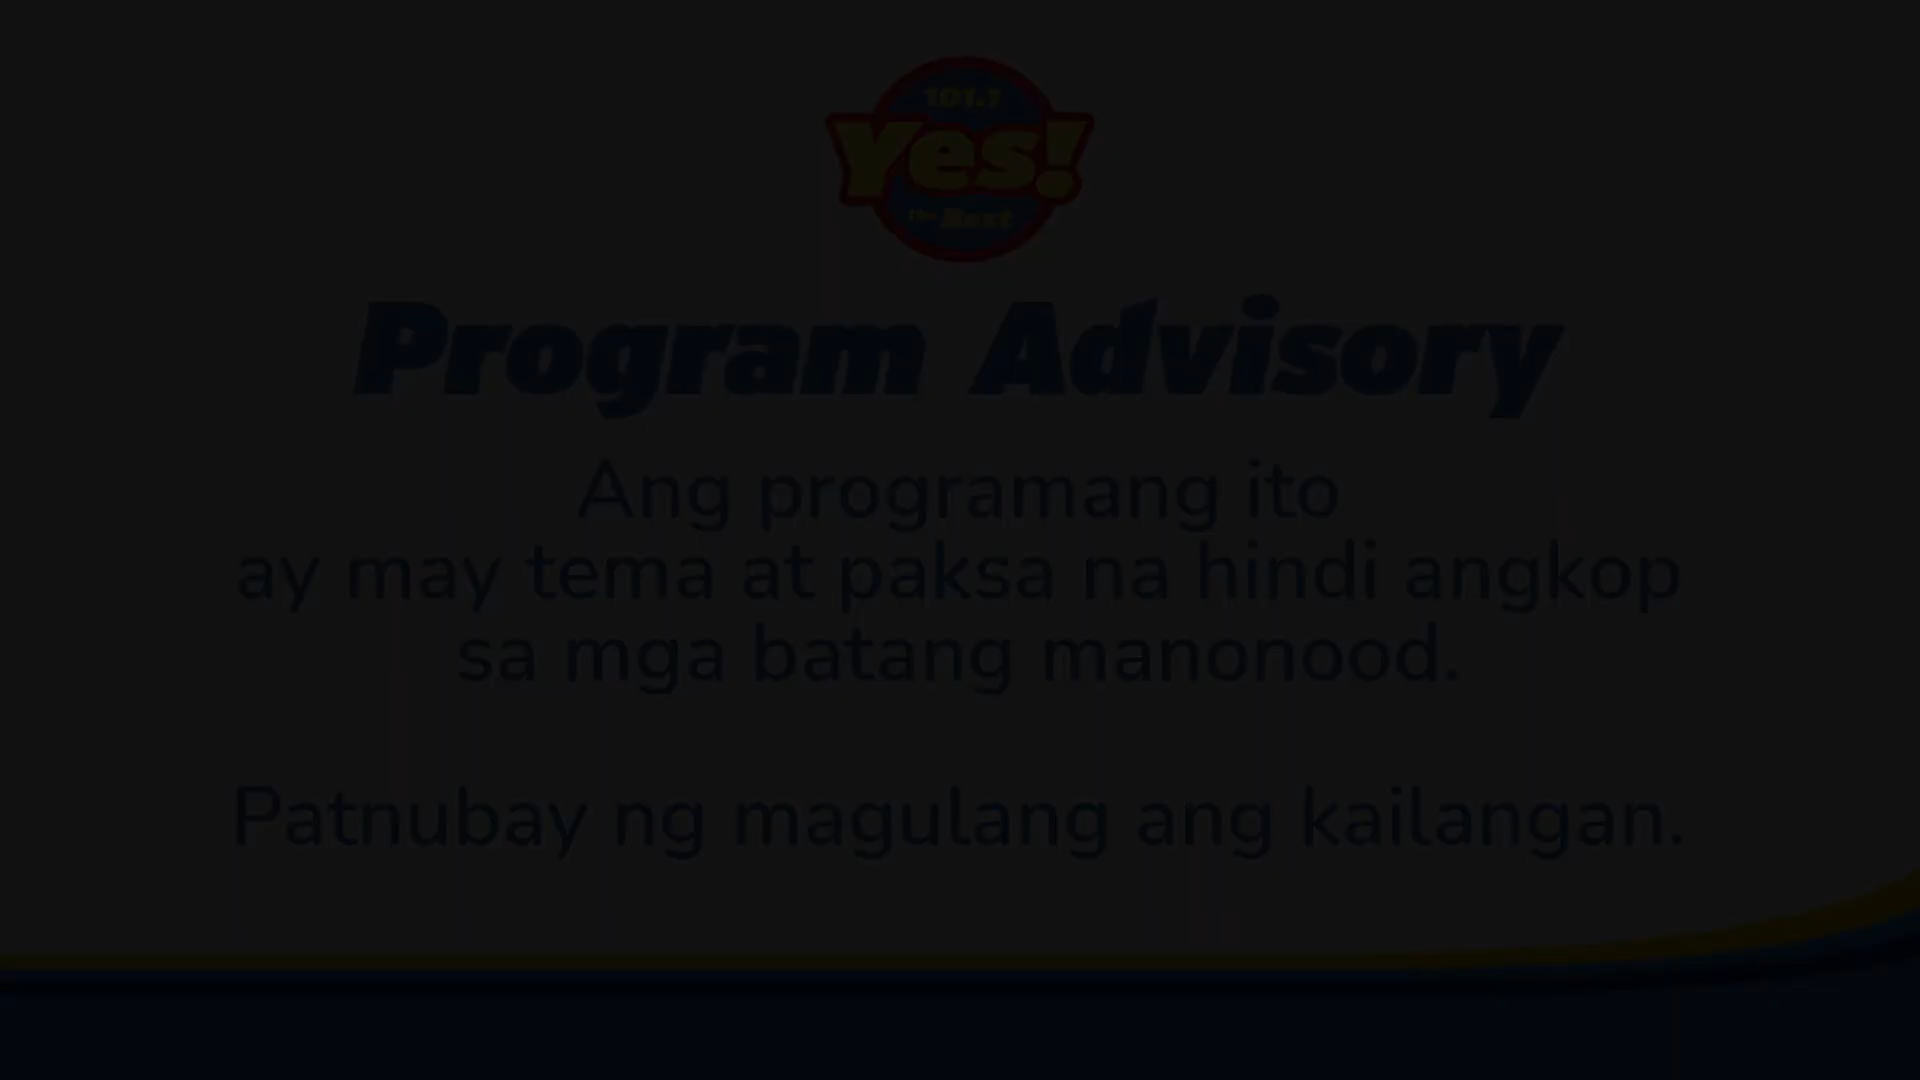 101.1
Yes!
the Best
Program Advisory
Ang programang ito
ay may tema at paksa na hindi angkop
sa mga batang manonood.
Patnubay ng magulang ang kailangan.